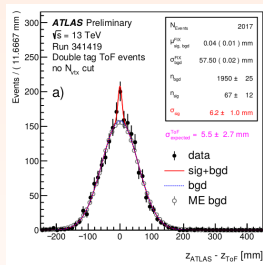 Events / ( 11.6667 mm )
ATLAS Preliminary
√s = 13 TeV
Run 341419
Double tag ToF events
no N_vtx cut
a)
N_Events 2017
μ^FIX_sig, bgd 0.04 ( 0.01 ) mm
σ^FIX_bgd 57.50 ( 0.02 ) mm
n_bgd 1950 ± 25
n_sig 67 ± 12
σ_sig 6.2 ± 1.0 mm
σ^ToF_expected = 5.5 ± 2.7 mm
data
sig+bgd
bgd
ME bgd
300
250
200
150
100
50
0
−200 −100 0 100 200 300 400
z_ATLAS - z_ToF [mm]